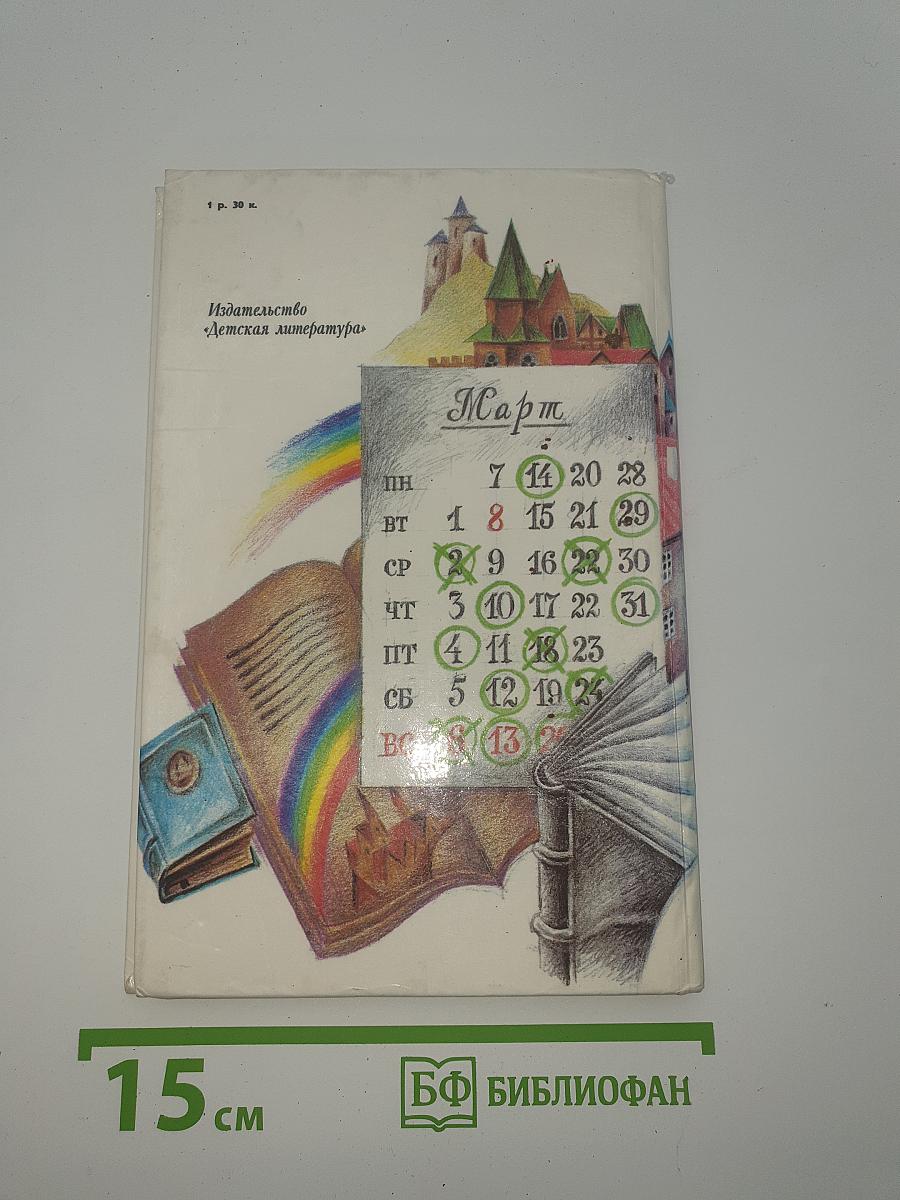 1 р. 30 к.
Издательство
«Детская литература»
Март
ПН 7 14 20 28
ВТ 1 8 15 21 29
СР 2 9 16 22 30
ЧТ 3 10 17 22 31
ПТ 4 11 18 23
СБ 5 12 19 24
ВС 6 13
15 см
БФ БИБЛИОФАН